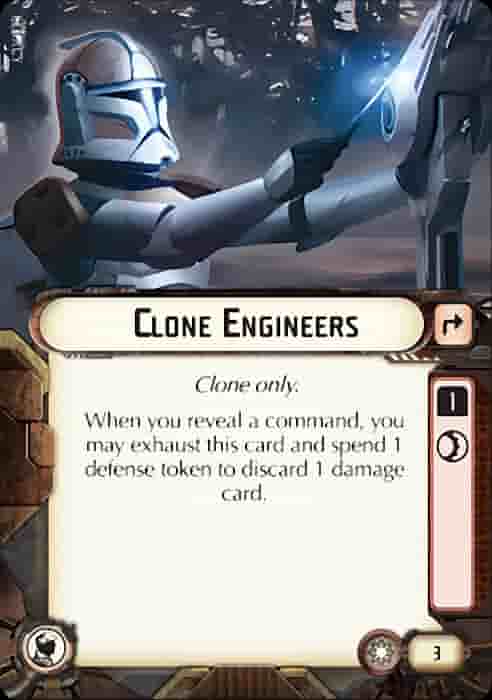 Clone Engineers
Clone only.
When you reveal a command, you
may exhaust this card and spend 1
defense token to discard 1 damage
card.
1
3